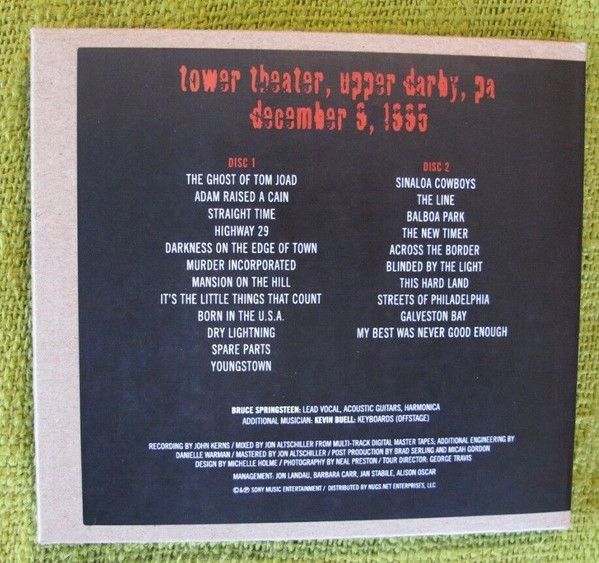 tower theater, upper darby, pa
december 9, 1995
DISC 1
THE GHOST OF TOM JOAD
ADAM RAISED A CAIN
STRAIGHT TIME
HIGHWAY 29
DARKNESS ON THE EDGE OF TOWN
MURDER INCORPORATED
MANSION ON THE HILL
IT'S THE LITTLE THINGS THAT COUNT
BORN IN THE U.S.A.
DRY LIGHTNING
SPARE PARTS
YOUNGSTOWN
DISC 2
SINALOA COWBOYS
THE LINE
BALBOA PARK
THE NEW TIMER
ACROSS THE BORDER
BLINDED BY THE LIGHT
THIS HARD LAND
STREETS OF PHILADELPHIA
GALVESTON BAY
MY BEST WAS NEVER GOOD ENOUGH
BRUCE SPRINGSTEEN: LEAD VOCAL, ACOUSTIC GUITARS, HARMONICA
ADDITIONAL MUSICIAN: KEVIN BUELL: KEYBOARDS (OFFSTAGE)
RECORDING BY JOHN KERNS / MIXED BY JON ALTSCHILLER FROM MULTI-TRACK DIGITAL MASTER TAPES; ADDITIONAL ENGINEERING BY
DANIELLE WARMAN / MASTERED BY JON ALTSCHILLER / POST PRODUCTION BY BRAD SERLING AND MICAH GORDON
DESIGN BY MICHELLE HOLME / PHOTOGRAPHY BY NEAL PRESTON / TOUR DIRECTOR: GEORGE TRAVIS
MANAGEMENT: JON LANDAU, BARBARA CARR, JAN STABILE, ALISON OSCAR
©&℗ SONY MUSIC ENTERTAINMENT / DISTRIBUTED BY NUGS.NET ENTERPRISES, LLC